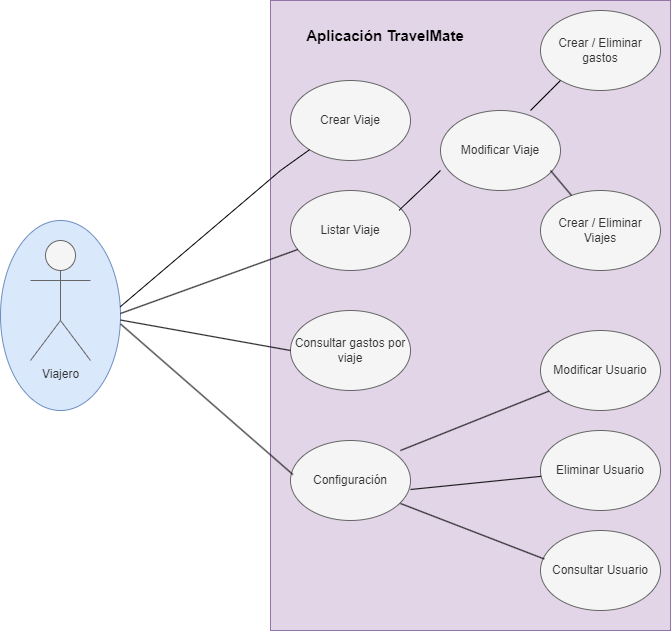 Aplicación TravelMate
Crear / Eliminar
gastos
Crear Viaje
Modificar Viaje
Listar Viaje
Crear / Eliminar
Viajes
Viajero
Consultar gastos por
viaje
Modificar Usuario
Configuración
Eliminar Usuario
Consultar Usuario